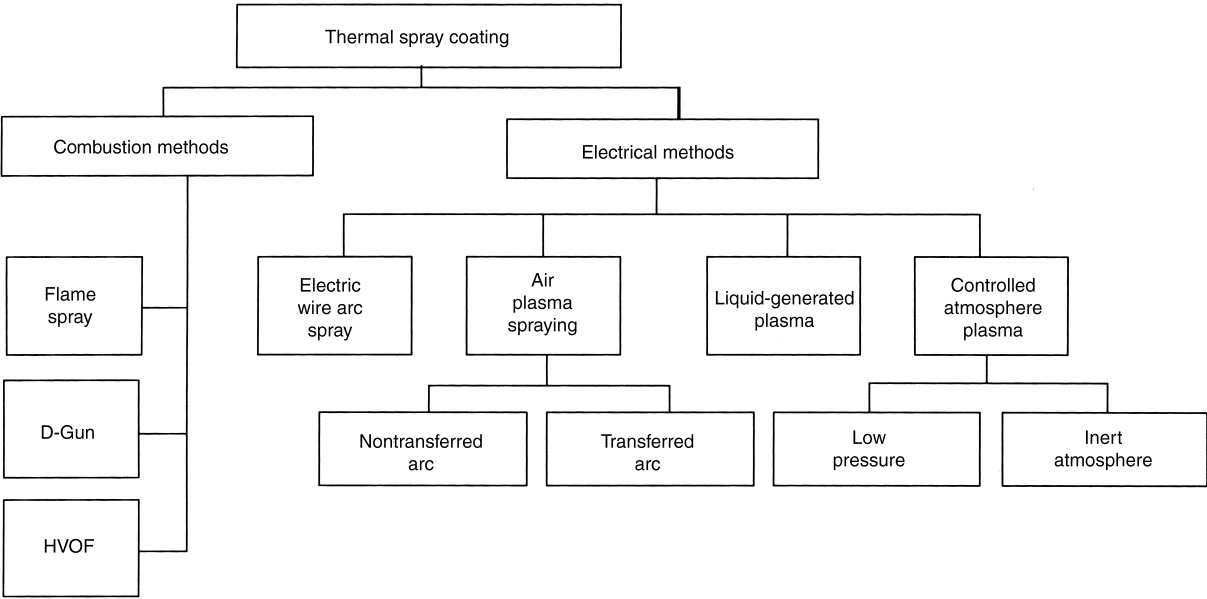 Thermal spray coating
Combustion methods
Electrical methods
Flame
spray
Electric
wire arc
spray
Air
plasma
spraying
Liquid-generated
plasma
Controlled
atmosphere
plasma
D-Gun
Nontransferred
arc
Transferred
arc
Low
pressure
Inert
atmosphere
HVOF